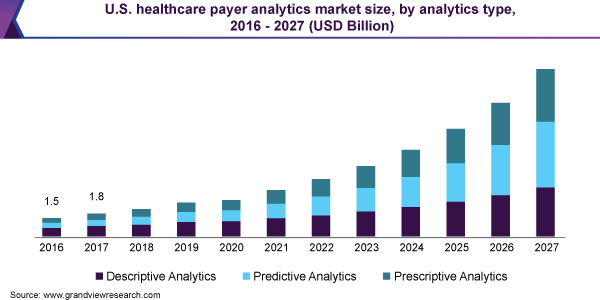 U.S. healthcare payer analytics market size, by analytics type,
2016 - 2027 (USD Billion)
1.5
1.8
2016 2017 2018 2019 2020 2021 2022 2023 2024 2025 2026 2027
Descriptive Analytics Predictive Analytics Prescriptive Analytics
Source: www.grandviewresearch.com